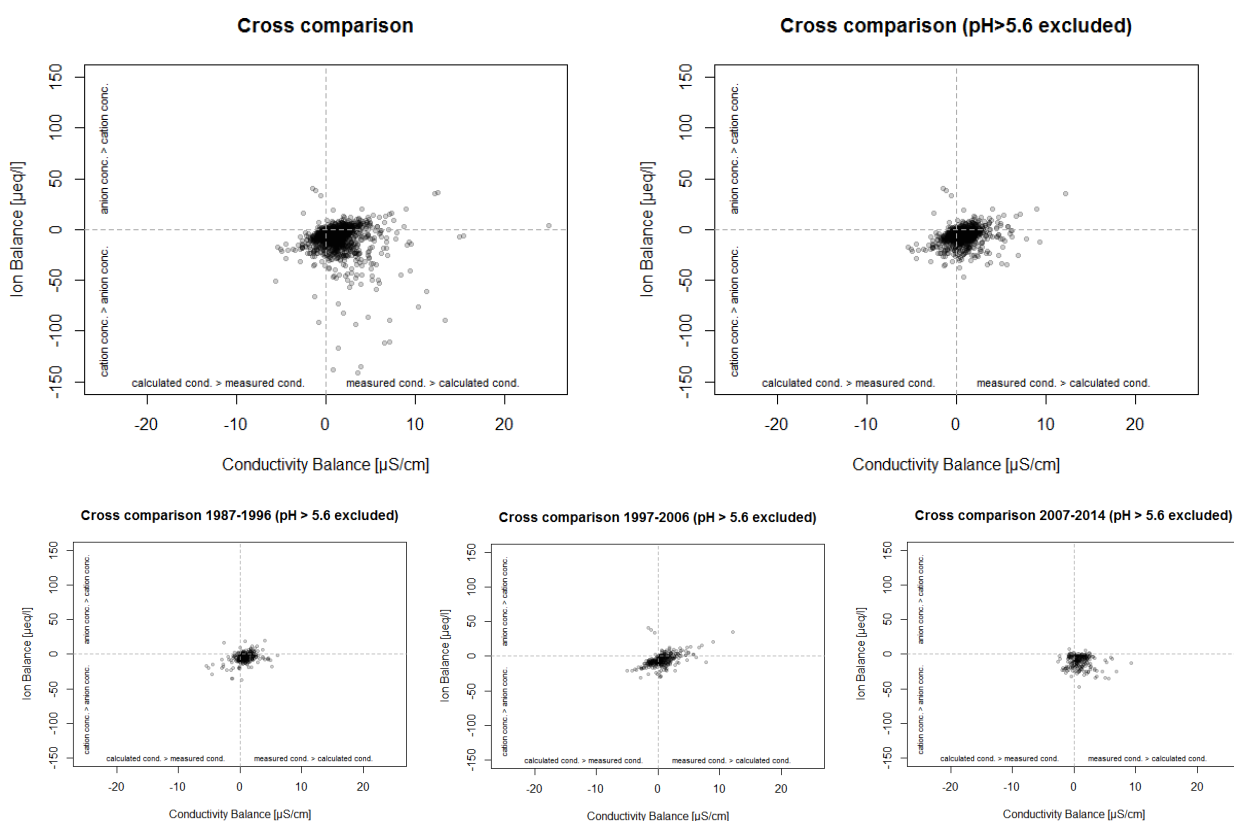 Cross comparison
150
100
50
0
-50
-100
-150
Ion Balance [µeq/l]
anion conc. > cation conc.
cation conc. > anion conc.
calculated cond. > measured cond.
measured cond. > calculated cond.
-20
-10
0
10
20
Conductivity Balance [µS/cm]
Cross comparison (pH>5.6 excluded)
150
100
50
0
-50
-100
-150
Ion Balance [µeq/l]
anion conc. > cation conc.
cation conc. > anion conc.
calculated cond. > measured cond.
measured cond. > calculated cond.
-20
-10
0
10
20
Conductivity Balance [µS/cm]
Cross comparison 1987-1996 (pH > 5.6 excluded)
150
100
50
0
-50
-100
-150
Ion Balance [µeq/l]
anion conc. > cation conc.
cation conc. > anion conc.
calculated cond. > measured cond.
measured cond. > calculated cond.
-20
-10
0
10
20
Conductivity Balance [µS/cm]
Cross comparison 1997-2006 (pH > 5.6 excluded)
150
100
50
0
-50
-100
-150
Ion Balance [µeq/l]
anion conc. > cation conc.
cation conc. > anion conc.
calculated cond. > measured cond.
measured cond. > calculated cond.
-20
-10
0
10
20
Conductivity Balance [µS/cm]
Cross comparison 2007-2014 (pH > 5.6 excluded)
150
100
50
0
-50
-100
-150
Ion Balance [µeq/l]
anion conc. > cation conc.
cation conc. > anion conc.
calculated cond. > measured cond.
measured cond. > calculated cond.
-20
-10
0
10
20
Conductivity Balance [µS/cm]